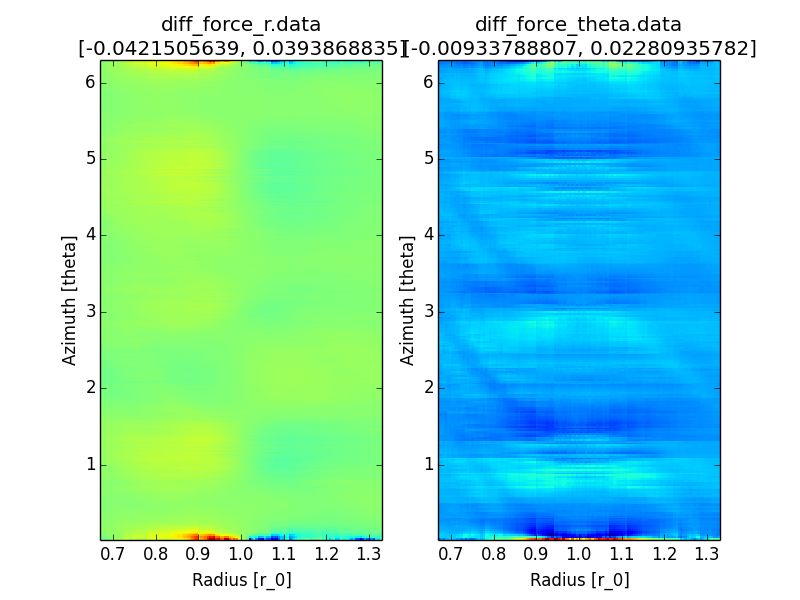 diff_force_r.data
[-0.0421505639, 0.0393868835]
diff_force_theta.data
[-0.00933788807, 0.02280935782]
6
5
4
3
2
1
Azimuth [theta]
0.7 0.8 0.9 1.0 1.1 1.2 1.3
Radius [r_0]
6
5
4
3
2
1
Azimuth [theta]
0.7 0.8 0.9 1.0 1.1 1.2 1.3
Radius [r_0]